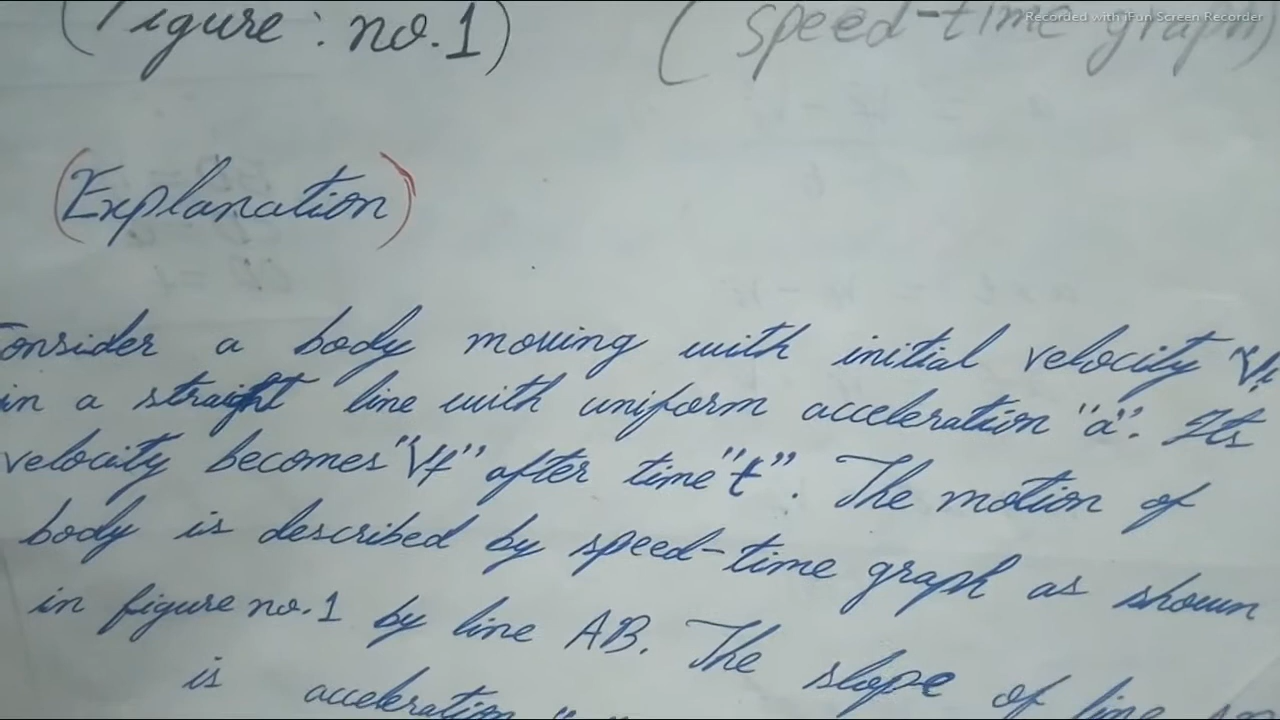 Recorded with iFun Screen Recorder
(Figure: no.1) (Speed-time graph)
(Explanation)
Consider a body moving with initial velocity
in a straight line with uniform acceleration "a". Its
velocity becomes "Vf" after time "t". The motion of
body is described by speed-time graph as shown
in figure no.1 by line AB. The slope of line
is acceleration